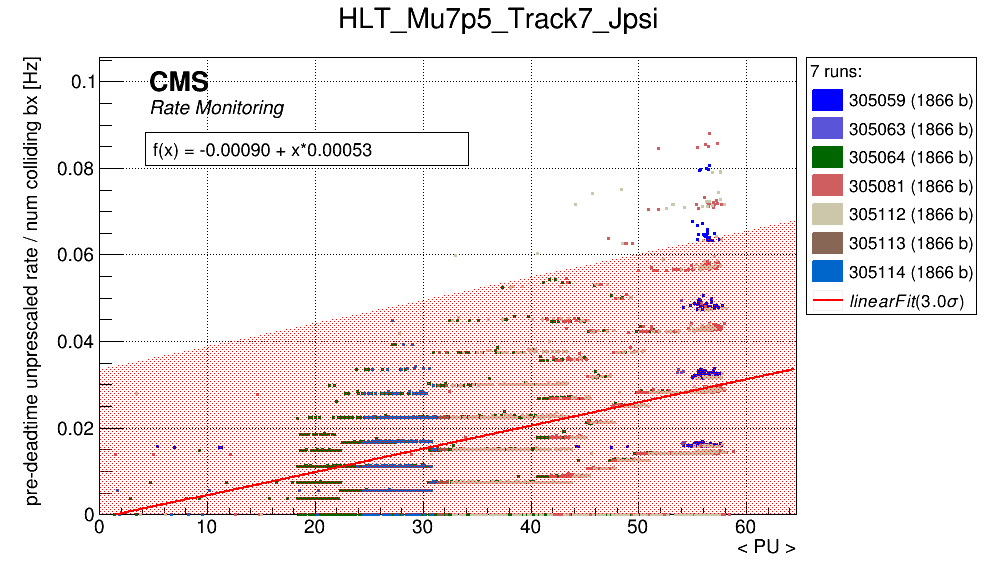 HLT_Mu7p5_Track7_Jpsi
pre-deadtime unprescaled rate / num colliding bx [Hz]
0.1
0.08
0.06
0.04
0.02
0
CMS
Rate Monitoring
f(x) = -0.00090 + x*0.00053
0 10 20 30 40 50 60
< PU >
7 runs:
305059 (1866 b)
305063 (1866 b)
305064 (1866 b)
305081 (1866 b)
305112 (1866 b)
305113 (1866 b)
305114 (1866 b)
linearFit(3.0σ)